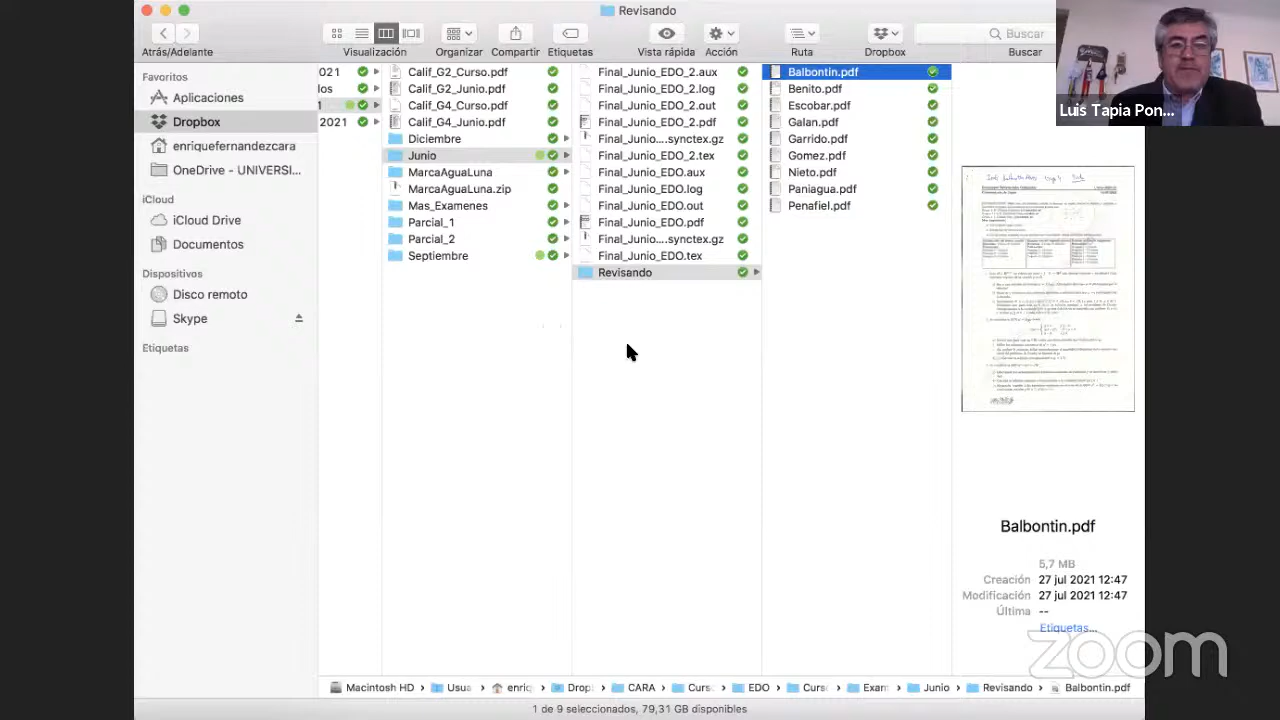 Revisando
Atrás/Adelante
Visualización
Organizar
Compartir
Etiquetas
Vista rápida
Acción
Ruta
Dropbox
Buscar
Buscar
Luis Tapia Pon...
Favoritos
Aplicaciones
Dropbox
enriquefernandezcara
OneDrive - UNIVERSI...
iCloud
iCloud Drive
Documentos
Dispositivos
Disco remoto
Skype
Etiquetas
021
los
1
2021
Calif_G2_Curso.pdf
Calif_G2_Junio.pdf
Calif_G4_Curso.pdf
Calif_G4_Junio.pdf
Diciembre
Junio
MarcaAguaLuna
MarcaAguaLuna.zip
Mas_Examenes
Parcial_1
Parcial_2
Septiembre
Final_Junio_EDO_2.aux
Final_Junio_EDO_2.log
Final_Junio_EDO_2.out
Final_Junio_EDO_2.pdf
Final_Junio....synctex.gz
Final_Junio_EDO_2.tex
Final_Junio_EDO.aux
Final_Junio_EDO.log
Final_Junio_EDO.out
Final_Junio_EDO.pdf
Final_Junio....synctex.gz
Final_Junio_EDO.tex
Revisando
Balbontin.pdf
Benito.pdf
Escobar.pdf
Galan.pdf
Garrido.pdf
Gomez.pdf
Nieto.pdf
Paniagua.pdf
Penafiel.pdf
Balbontin.pdf
5,7 MB
Creación 27 jul 2021 12:47
Modificación 27 jul 2021 12:47
Última --
Etiquetas...
zoom
Macintosh HD › Usua › enriq › Dropb › CARA › Curs › EDO › Curs › Exam › Junio › Revisando › Balbontin.pdf
1 de 9 seleccionados, 79,31 GB disponibles